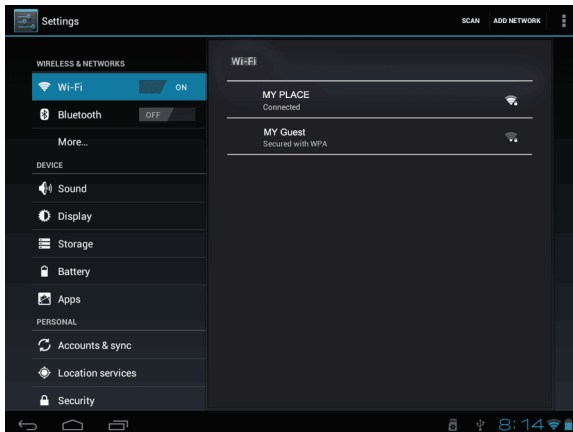 Settings
SCAN ADD NETWORK
WIRELESS & NETWORKS
Wi-Fi ON
Bluetooth OFF
More...
DEVICE
Sound
Display
Storage
Battery
Apps
PERSONAL
Accounts & sync
Location services
Security
Wi-Fi
MY PLACE
Connected
MY Guest
Secured with WPA
8:14